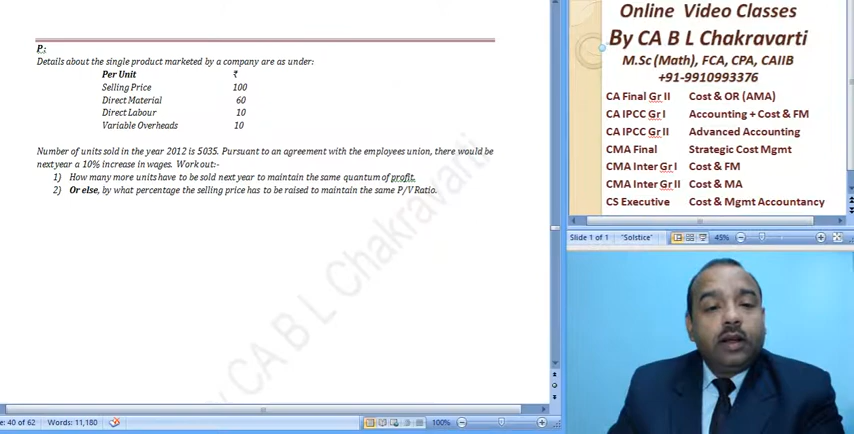 P:
Details about the single product marketed by a company are as under:
Per Unit ₹
Selling Price 100
Direct Material 60
Direct Labour 10
Variable Overheads 10
Number of units sold in the year 2012 is 5035. Pursuant to an agreement with the employees union, there would be
next year a 10% increase in wages. Work out:-
1) How many more units have to be sold next year to maintain the same quantum of profit.
2) Or else, by what percentage the selling price has to be raised to maintain the same P/V Ratio.
By CA B L Chakravarti
e: 40 of 62 Words: 11,180 100%
Online Video Classes
By CA B L Chakravarti
M.Sc (Math), FCA, CPA, CAIIB
+91-9910993376
CA Final Gr II Cost & OR (AMA)
CA IPCC Gr I Accounting + Cost & FM
CA IPCC Gr II Advanced Accounting
CMA Final Strategic Cost Mgmt
CMA Inter Gr I Cost & FM
CMA Inter Gr II Cost & MA
CS Executive Cost & Mgmt Accountancy
Slide 1 of 1 "Solstice" 45%